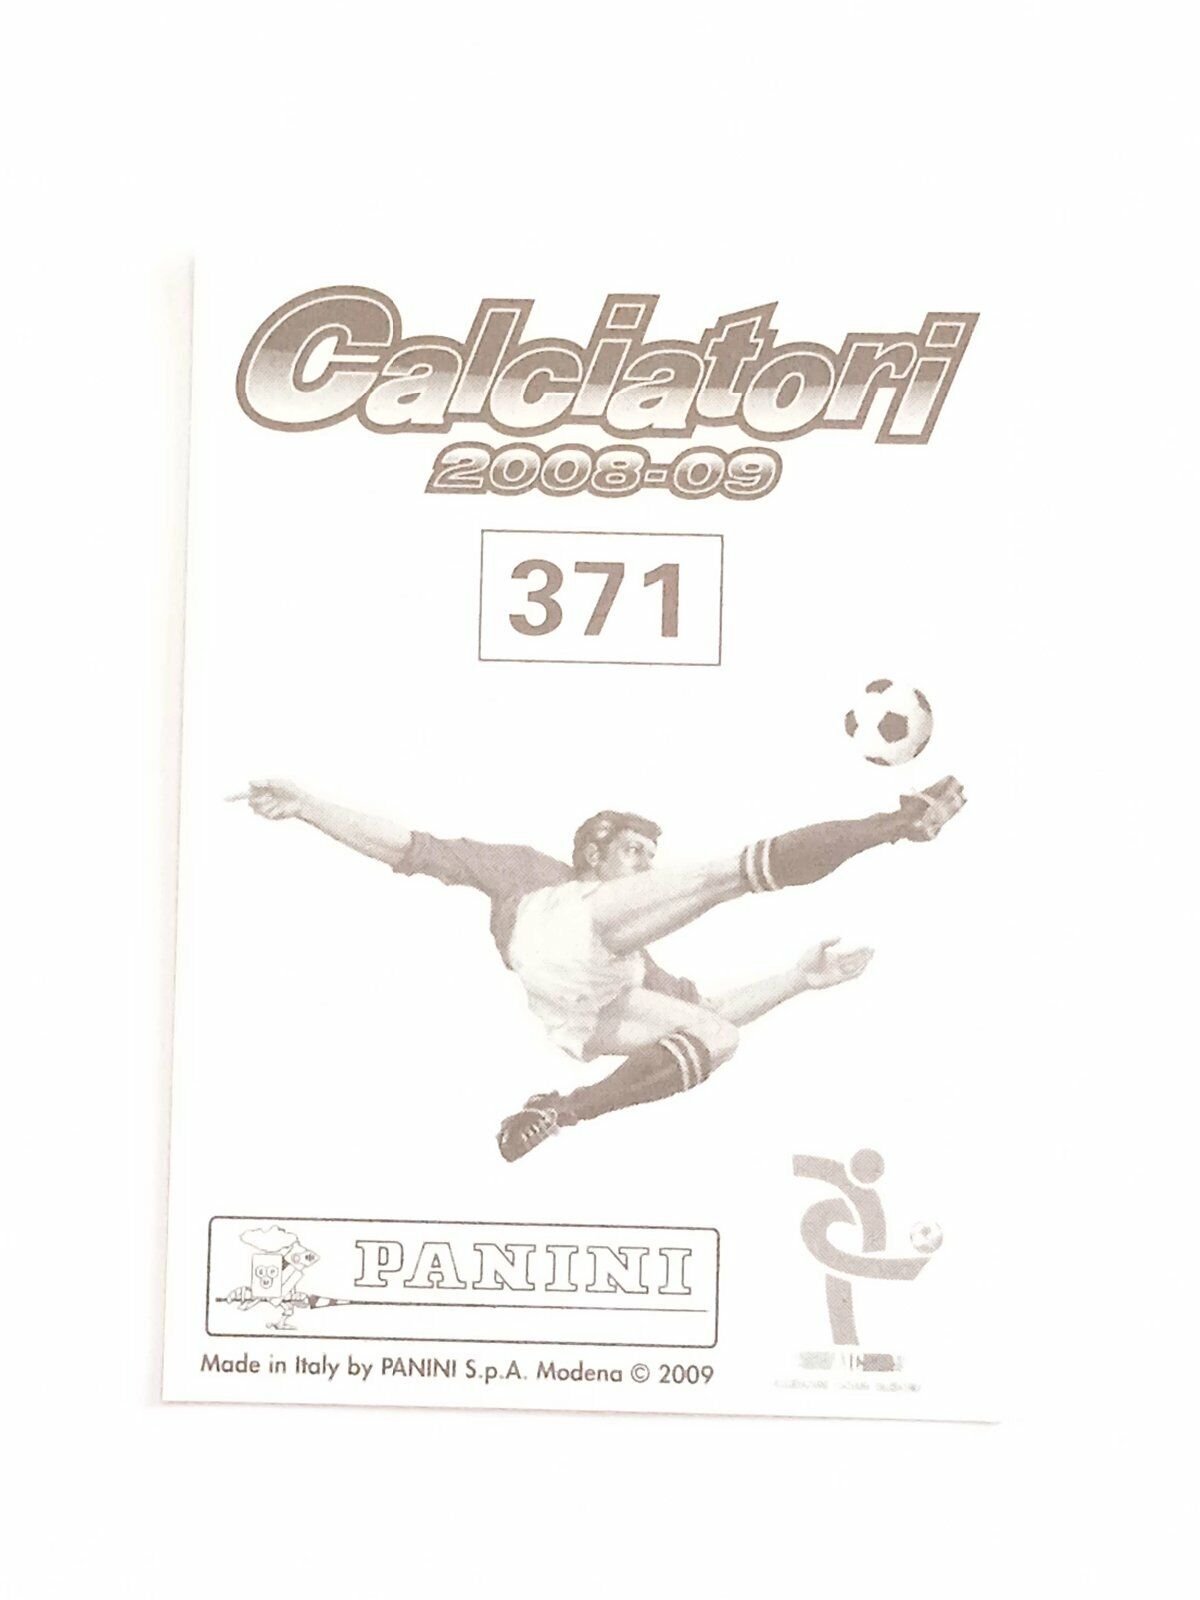 Calciatori
2008-09
371
PANINI
Made in Italy by PANINI S.p.A. Modena © 2009